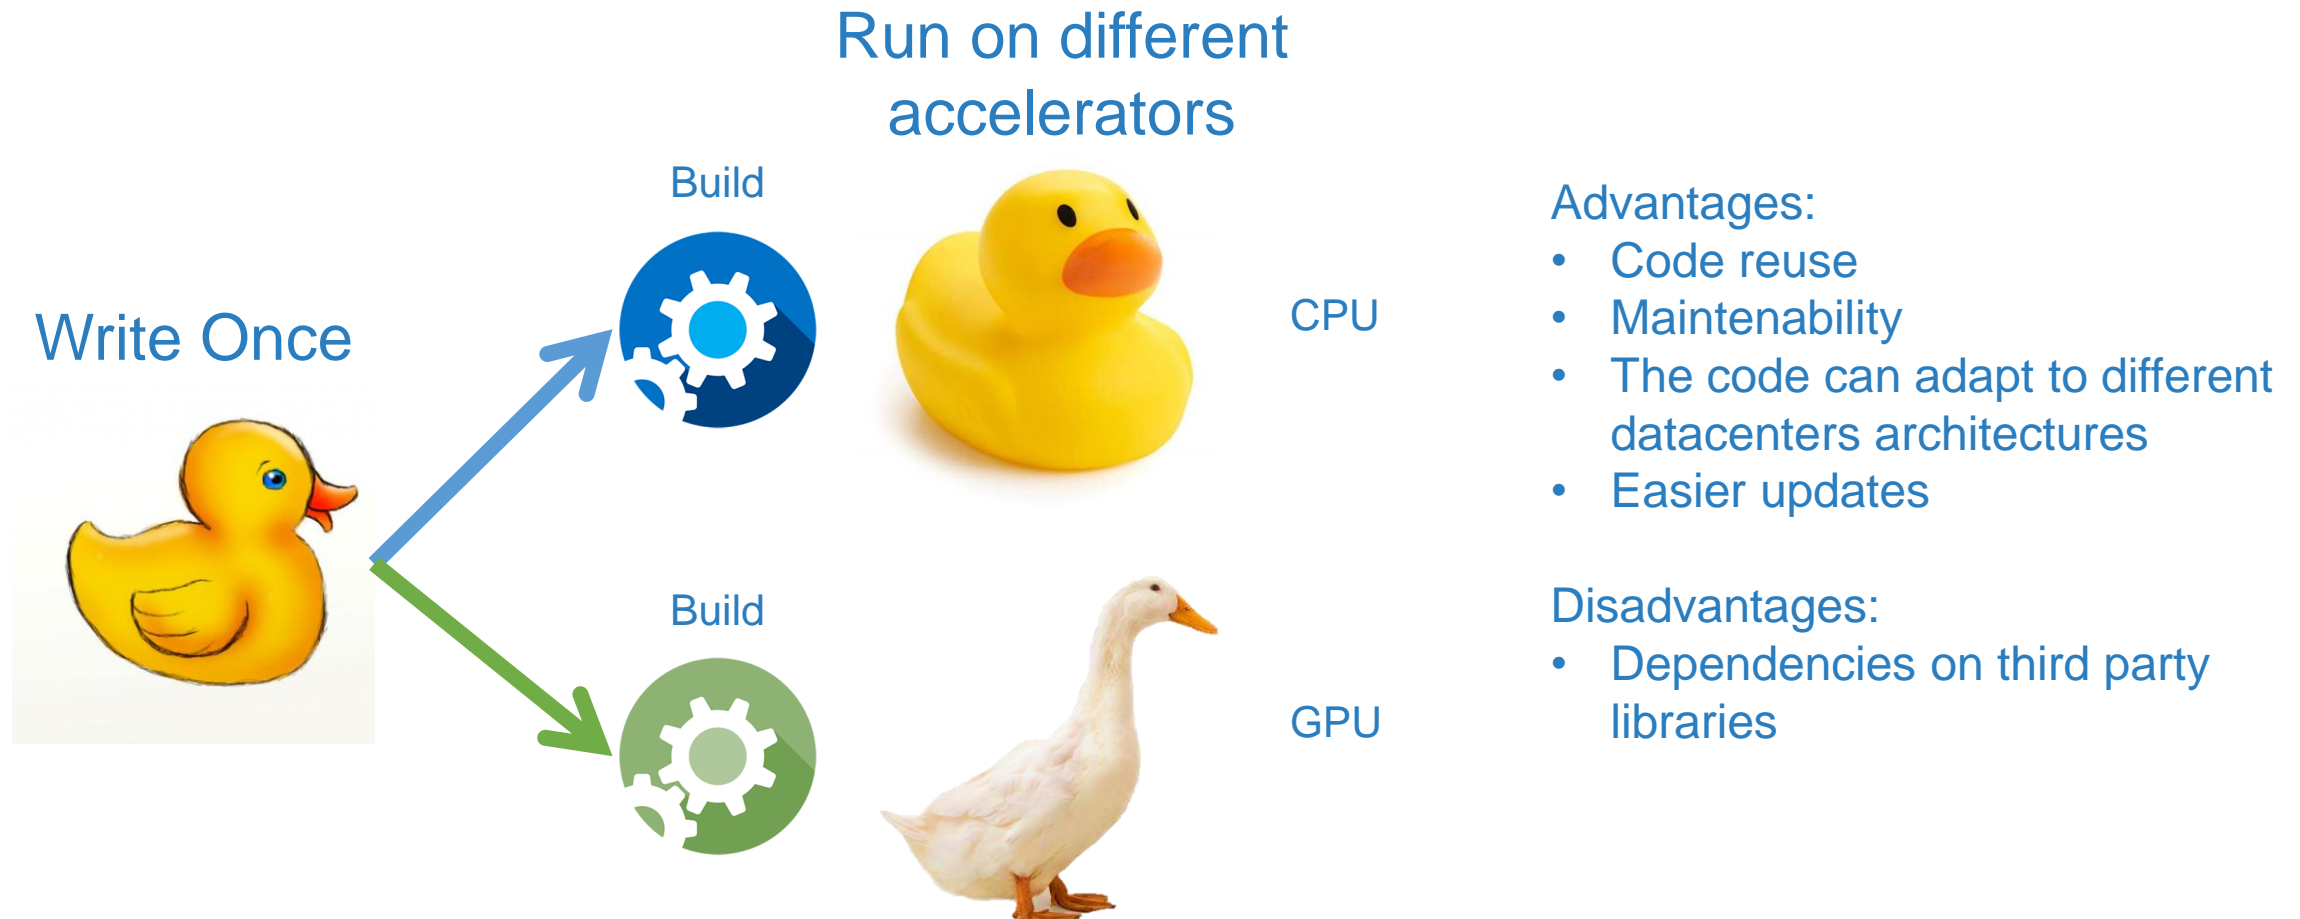 Run on different
accelerators
Write Once
Build
CPU
Build
GPU
Advantages:
• Code reuse
• Maintenability
• The code can adapt to different
datacenters architectures
• Easier updates
Disadvantages:
• Dependencies on third party
libraries